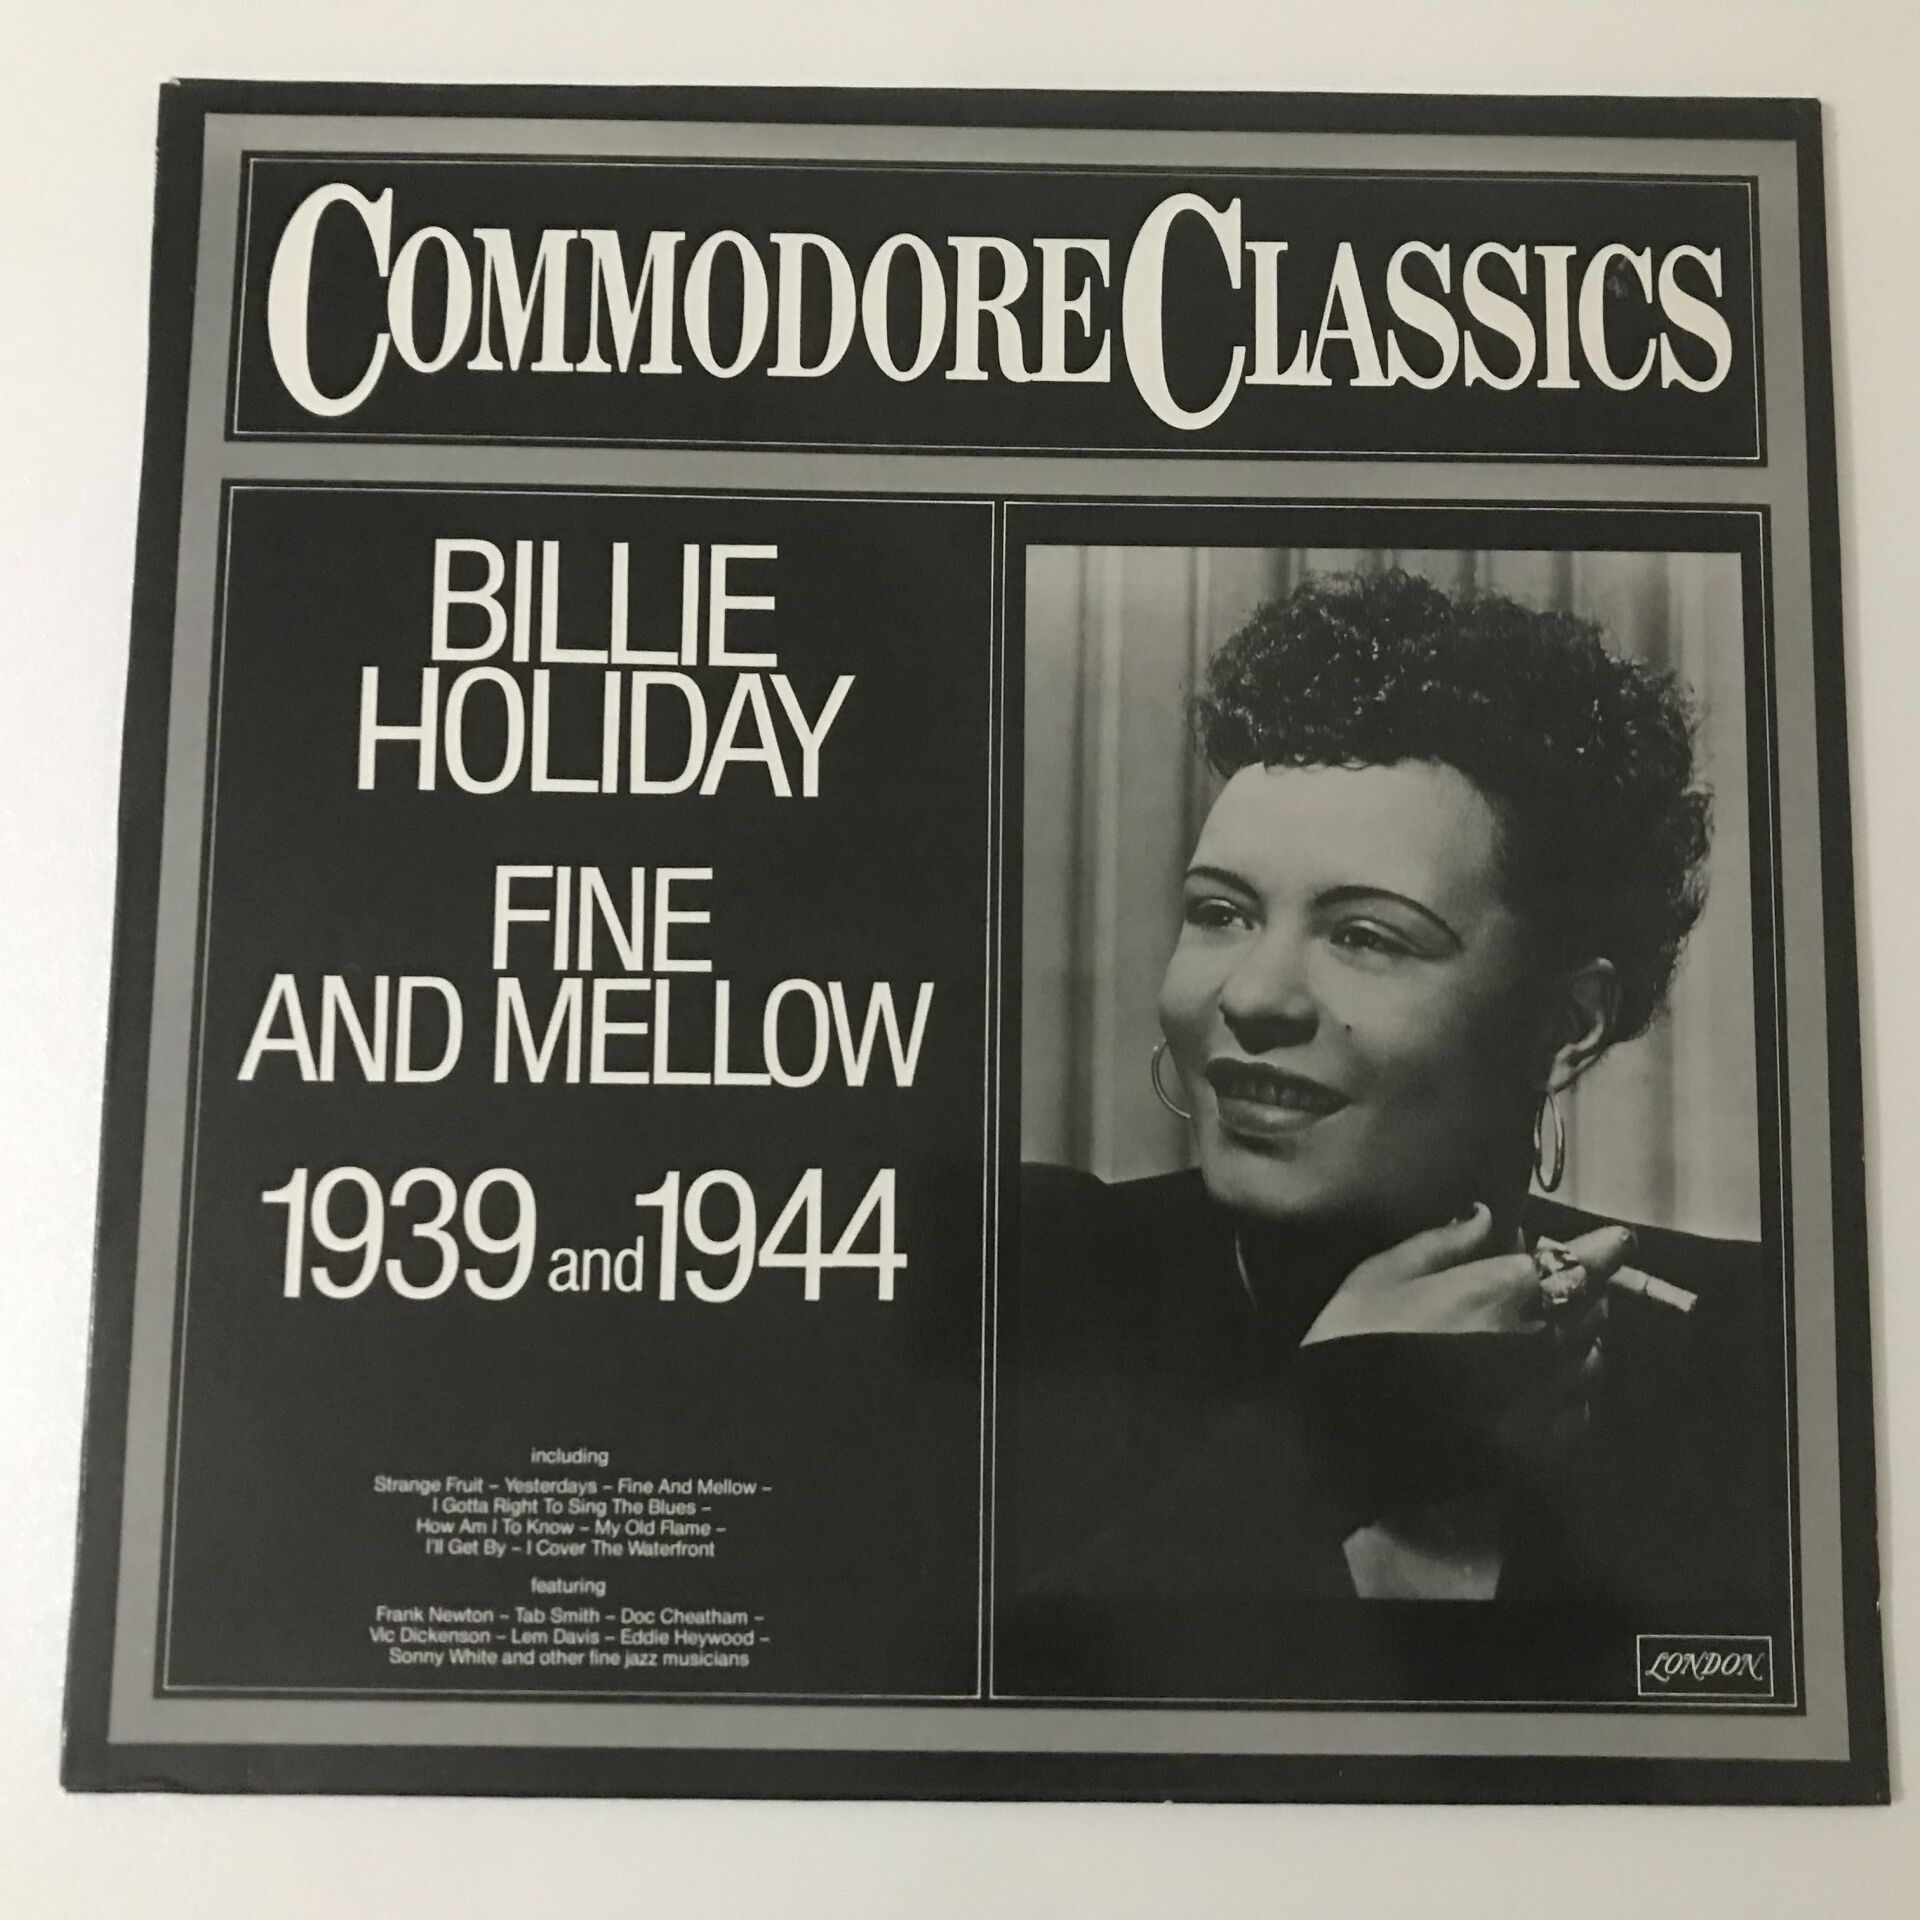 COMMODORE CLASSICS
BILLIE
HOLIDAY
FINE
AND MELLOW
1939 and 1944
including
Strange Fruit – Yesterdays – Fine And Mellow –
I Gotta Right To Sing The Blues –
How Am I To Know – My Old Flame –
I'll Get By – I Cover The Waterfront
featuring
Frank Newton – Tab Smith – Doc Cheatham –
Vic Dickenson – Lem Davis – Eddie Heywood –
Sonny White and other fine jazz musicians
LONDON